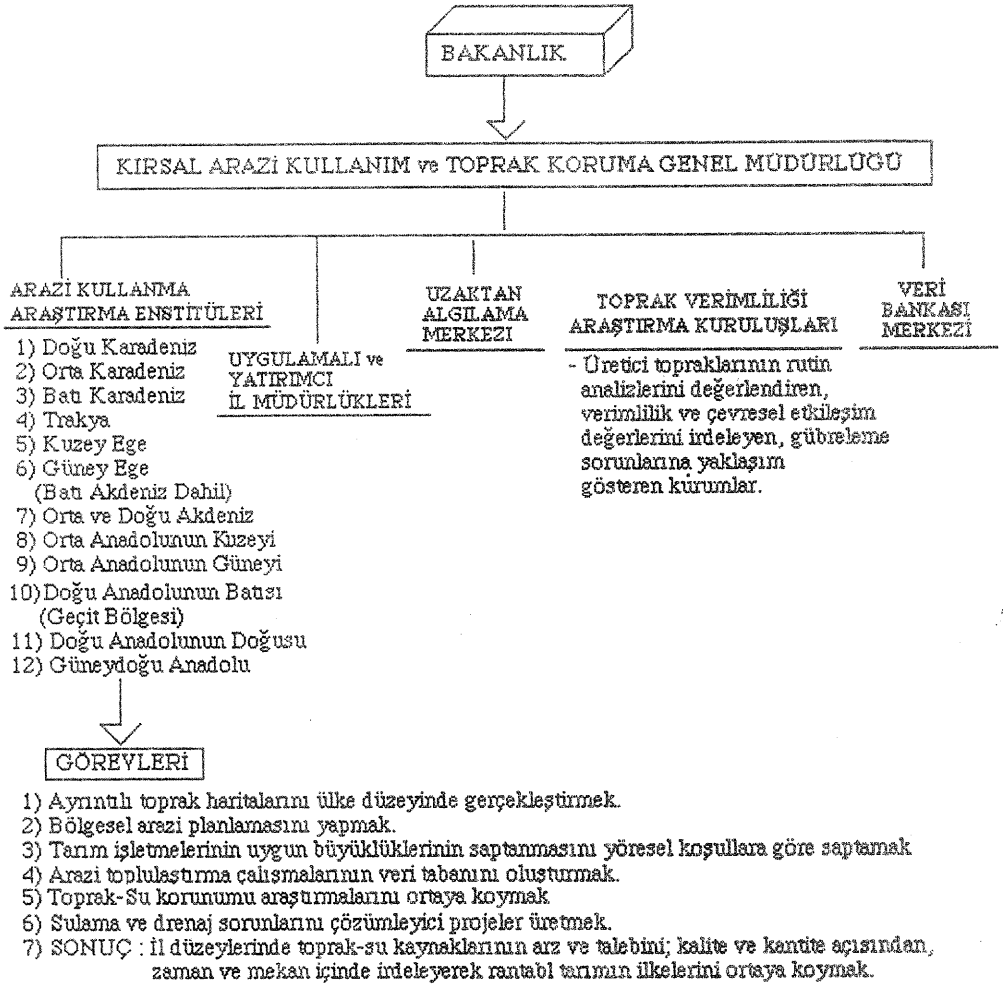 BAKANLIK
KIRSAL ARAZİ KULLANIM ve TOPRAK KORUMA GENEL MÜDÜRLÜĞÜ
ARAZİ KULLANMA
ARAŞTIRMA ENSTİTÜLERİ
1) Doğu Karadeniz
2) Orta Karadeniz
3) Batı Karadeniz
4) Trakya
5) Kuzey Ege
6) Güney Ege
(Batı Akdeniz Dahil)
7) Orta ve Doğu Akdeniz
8) Orta Anadolunun Kuzeyi
9) Orta Anadolunun Güneyi
10) Doğu Anadolunun Batısı
(Geçit Bölgesi)
11) Doğu Anadolunun Doğusu
12) Güneydoğu Anadolu
UYGULAMALI ve
YATIRIMCI
İL MÜDÜRLÜKLERİ
UZAKTAN
ALGILAMA
MERKEZİ
TOPRAK VERİMLİLİĞİ
ARAŞTIRMA KURULUŞLARI
- Üretici topraklarının rutin
analizlerini değerlendiren,
verimlilik ve çevresel etkileşim
değerlerini irdeleyen, gübreleme
sorunlarına yaklaşım
gösteren kurumlar.
VERİ
BANKASI
MERKEZİ
GÖREVLERİ
1) Ayrıntılı toprak haritalarını ülke düzeyinde gerçekleştirmek.
2) Bölgesel arazi planlamasını yapmak.
3) Tarım işletmelerinin uygun büyüklüklerinin saptanmasını yöresel koşullara göre saptamak
4) Arazi toplulaştırma çalışmalarının veri tabanını oluşturmak.
5) Toprak-Su korunumu araştırmalarını ortaya koymak
6) Sulama ve drenaj sorunlarını çözümleyici projeler üretmek.
7) SONUÇ : İl düzeylerinde toprak-su kaynaklarının arz ve talebini; kalite ve kantite açısından,
zaman ve mekan içinde irdeleyerek rantabl tarımın ilkelerini ortaya koymak.